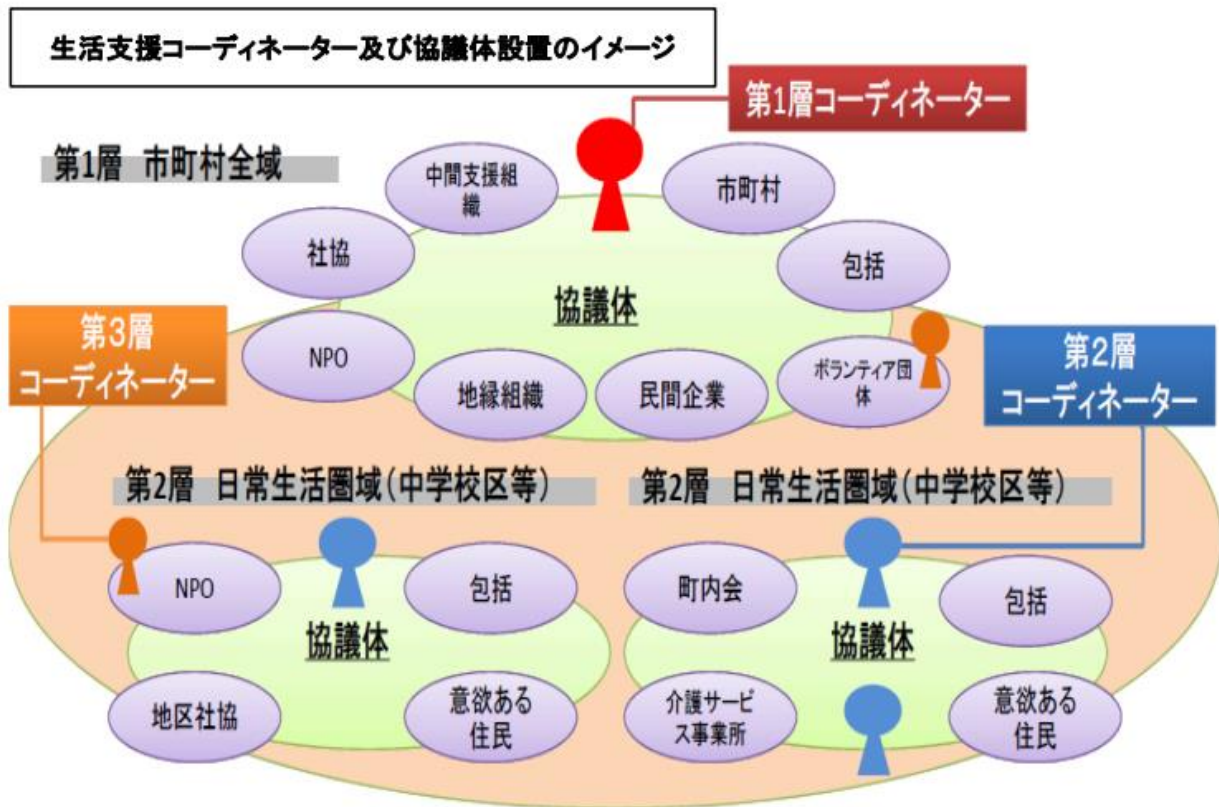 生活支援コーディネーター及び協議体設置のイメージ
第1層コーディネーター
第1層 市町村全域
中間支援組
織
市町村
社協
包括
協議体
第3層
コーディネーター
NPO
地縁組織
民間企業
ボランティア団
体
第2層
コーディネーター
第2層 日常生活圏域(中学校区等)
第2層 日常生活圏域(中学校区等)
NPO
包括
協議体
地区社協
意欲ある
住民
町内会
包括
協議体
介護サービ
ス事業所
意欲ある
住民